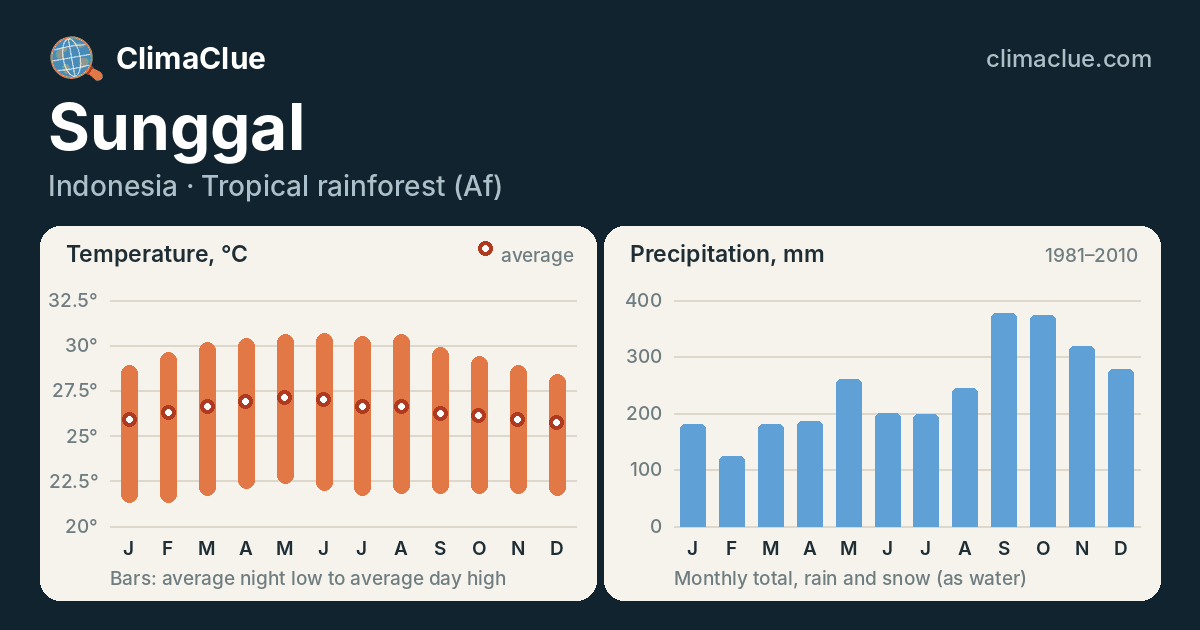 ClimaClue
climaclue.com
Sunggal
Indonesia · Tropical rainforest (Af)
Temperature, °C
average
32.5°
30°
27.5°
25°
22.5°
20°
J F M A M J J A S O N D
Bars: average night low to average day high
Precipitation, mm
1981–2010
400
300
200
100
0
J F M A M J J A S O N D
Monthly total, rain and snow (as water)